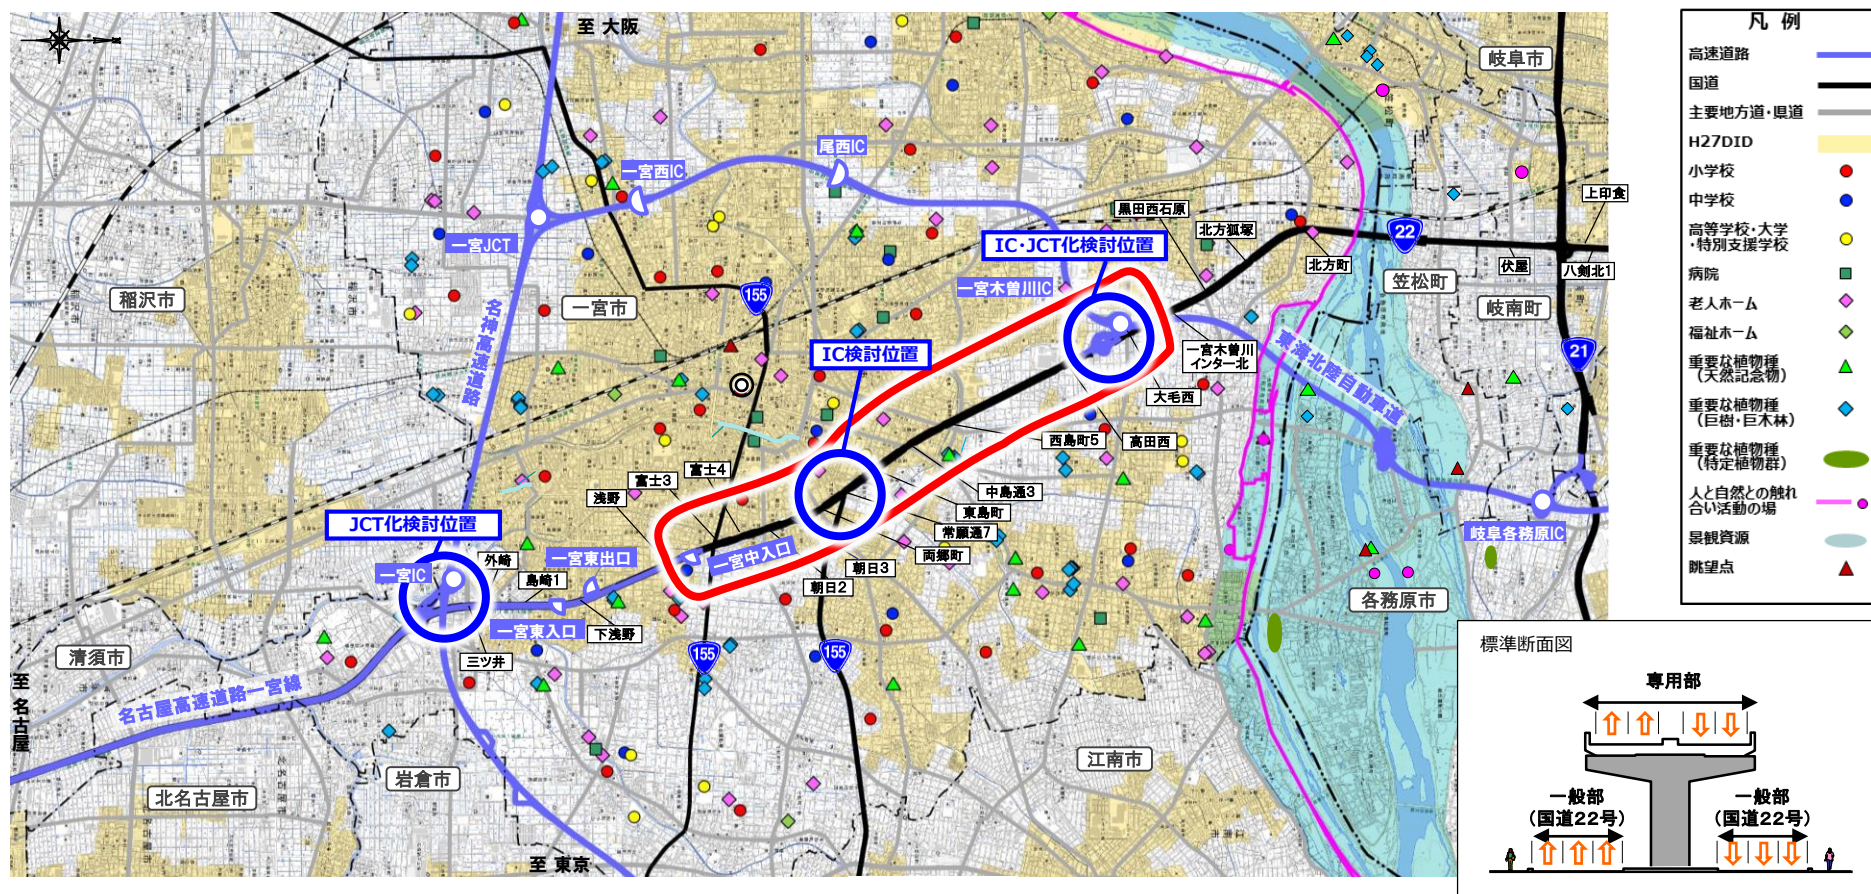 至 大阪
岐阜市
尾西IC
一宮西IC
上印食
黒田西石原
22
一宮JCT
IC・JCT化検討位置
北方狐塚
伏屋
八剣北1
北方町
笠松町
稲沢市
一宮市
155
一宮木曽川IC
岐南町
名神高速道路
IC検討位置
一宮木曽川
インター北
東海北陸自動車道
21
大毛西
西島町5
高田西
富士4
富士3
浅野
中島通3
東島町
常願通7
両郷町
JCT化検討位置
一宮中入口
朝日3
朝日2
岐阜各務原IC
外崎
一宮東出口
一宮IC
島崎1
各務原市
一宮東入口
下浅野
三ツ井
155
155
清須市
至 名古屋
名古屋高速道路一宮線
江南市
岩倉市
北名古屋市
至 東京
凡 例
高速道路
国道
主要地方道・県道
H27DID
小学校
中学校
高等学校・大学
・特別支援学校
病院
老人ホーム
福祉ホーム
重要な植物種
(天然記念物)
重要な植物種
(巨樹・巨木林)
重要な植物種
(特定植物群)
人と自然との触れ
合い活動の場
景観資源
眺望点
標準断面図
専用部
一般部
(国道22号)
一般部
(国道22号)